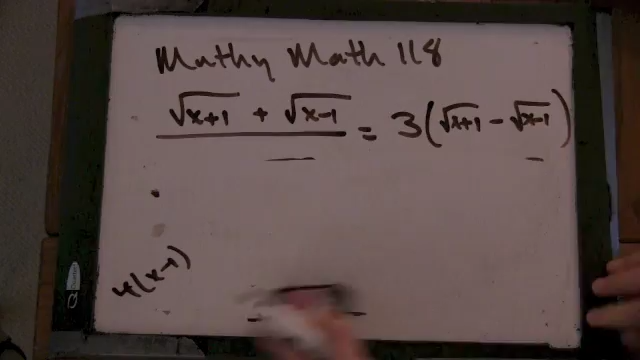 Mathy Math 118
√x+1 + √x-1 = 3(√x+1 - √x-1)
4(x-1)